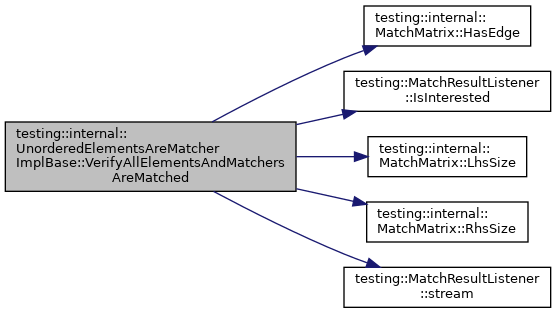 testing::internal::
UnorderedElementsAreMatcher
ImplBase::VerifyAllElementsAndMatchers
AreMatched
testing::internal::
MatchMatrix::HasEdge
testing::MatchResultListener
::IsInterested
testing::internal::
MatchMatrix::LhsSize
testing::internal::
MatchMatrix::RhsSize
testing::MatchResultListener
::stream